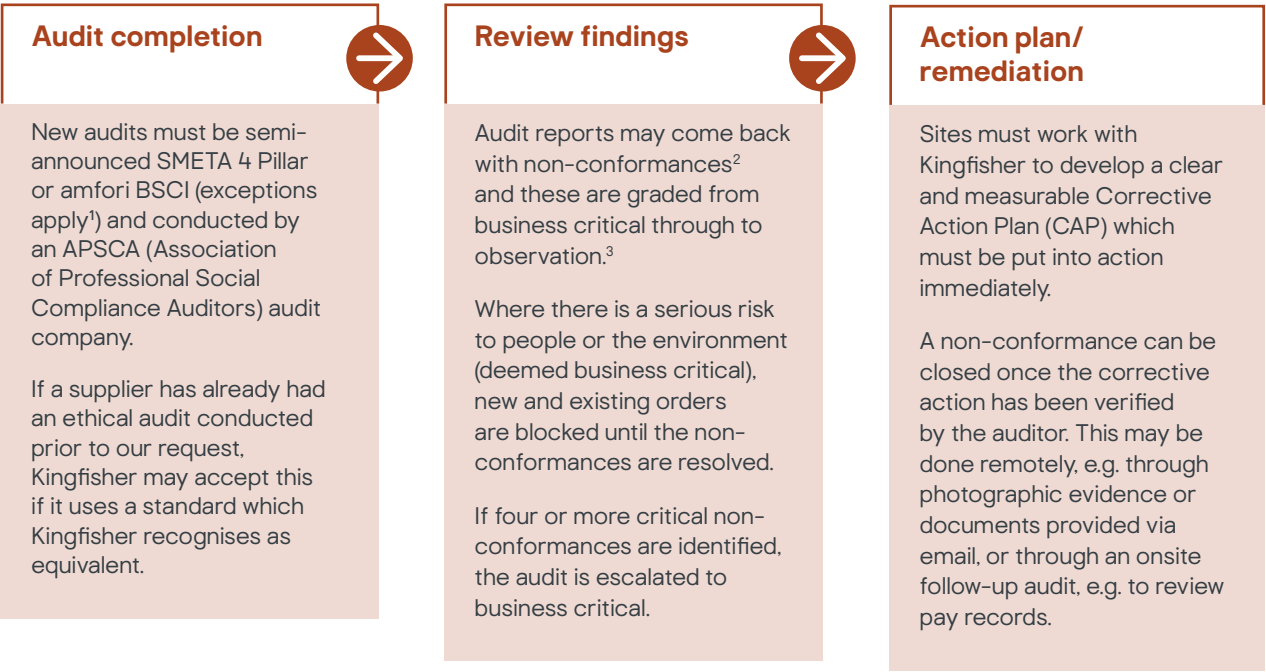 Audit completion
New audits must be semi-
announced SMETA 4 Pillar
or amfori BSCI (exceptions
apply¹) and conducted by
an APSCA (Association
of Professional Social
Compliance Auditors) audit
company.
If a supplier has already had
an ethical audit conducted
prior to our request,
Kingfisher may accept this
if it uses a standard which
Kingfisher recognises as
equivalent.
Review findings
Audit reports may come back
with non-conformances²
and these are graded from
business critical through to
observation.³
Where there is a serious risk
to people or the environment
(deemed business critical),
new and existing orders
are blocked until the non-
conformances are resolved.
If four or more critical non-
conformances are identified,
the audit is escalated to
business critical.
Action plan/
remediation
Sites must work with
Kingfisher to develop a clear
and measurable Corrective
Action Plan (CAP) which
must be put into action
immediately.
A non-conformance can be
closed once the corrective
action has been verified
by the auditor. This may be
done remotely, e.g. through
photographic evidence or
documents provided via
email, or through an onsite
follow-up audit, e.g. to review
pay records.